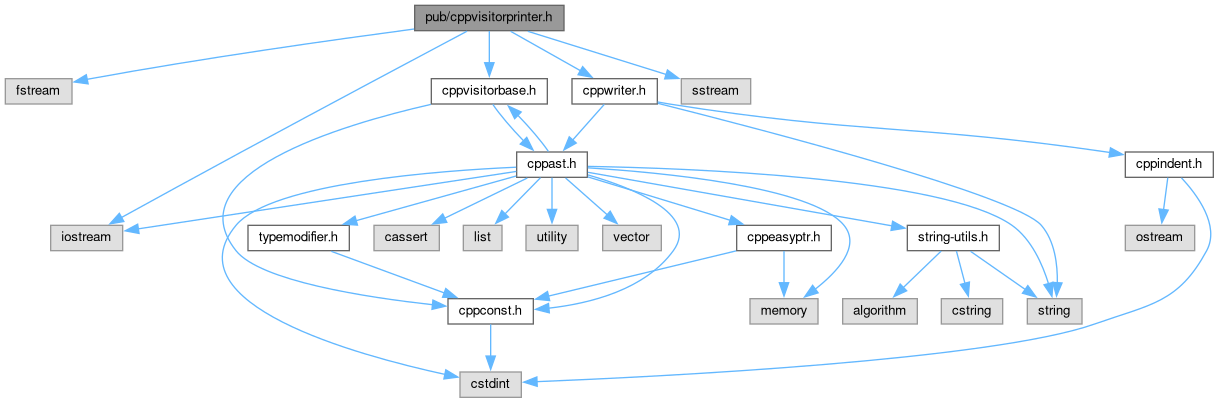 pub/cppvisitorprinter.h
fstream
cppvisitorbase.h
cppwriter.h
sstream
cppast.h
cppindent.h
iostream
typemodifier.h
cassert
list
utility
vector
cppeasyptr.h
string-utils.h
ostream
cppconst.h
memory
algorithm
cstring
string
cstdint